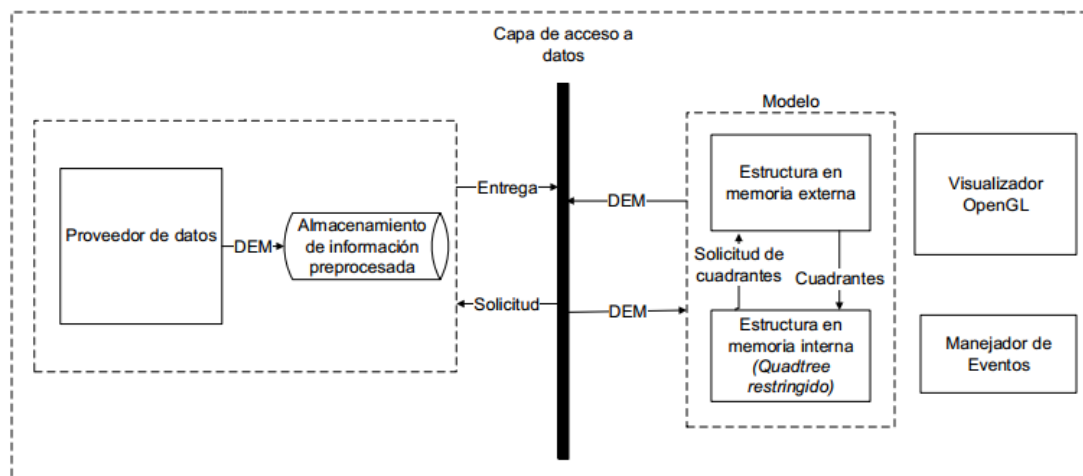 Capa de acceso a
datos
Modelo
Proveedor de datos
DEM
Almacenamiento
de información
preprocesada
Entrega
Solicitud
DEM
DEM
Estructura en
memoria externa
Solicitud de
cuadrantes
Cuadrantes
Estructura en
memoria interna
(Quadtree
restringido)
Visualizador
OpenGL
Manejador de
Eventos